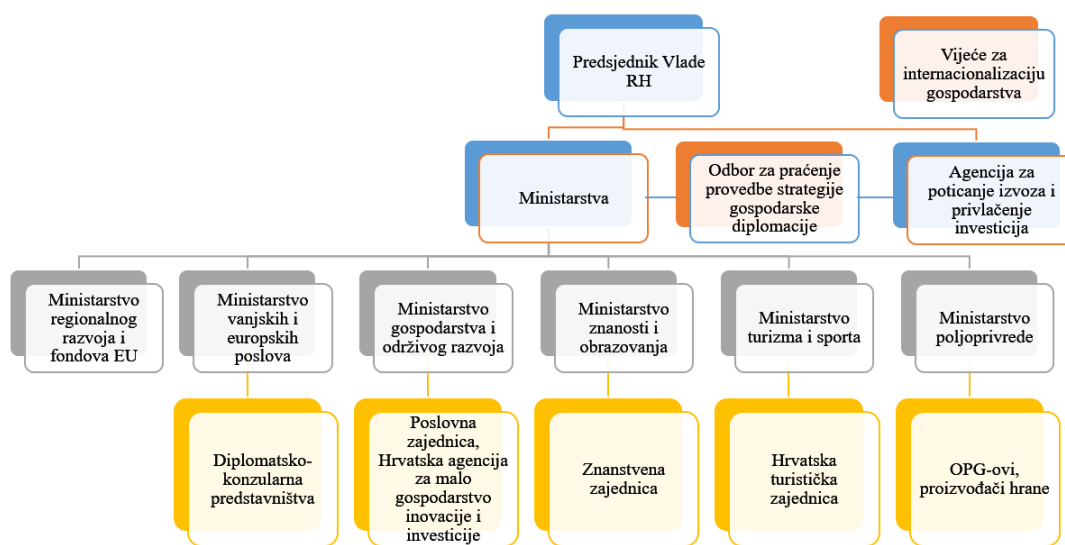 Predsjednik Vlade
RH
Vijeće za
internacionalizaciju
gospodarstva
Ministarstva
Odbor za praćenje
provedbe strategije
gospodarske
diplomacije
Agencija za
poticanje izvoza i
privlačenje
investicija
Ministarstvo
regionalnog
razvoja i
fondova EU
Ministarstvo
vanjskih i
europskih
poslova
Ministarstvo
gospodarstva i
održivog razvoja
Ministarstvo
znanosti i
obrazovanja
Ministarstvo
turizma i sporta
Ministarstvo
poljoprivrede
Diplomatsko-
konzularna
predstavništva
Poslovna
zajednica,
Hrvatska agencija
za malo
gospodarstvo
inovacije i
investicije
Znanstvena
zajednica
Hrvatska
turistička
zajednica
OPG-ovi,
proizvođači hrane